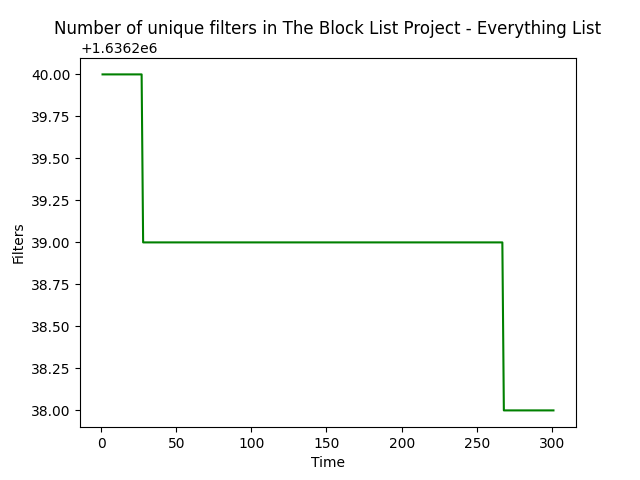 Number of unique filters in The Block List Project - Everything List
+1.6362e6
40.00
39.75
39.50
39.25
39.00
38.75
38.50
38.25
38.00
Filters
0 50 100 150 200 250 300
Time